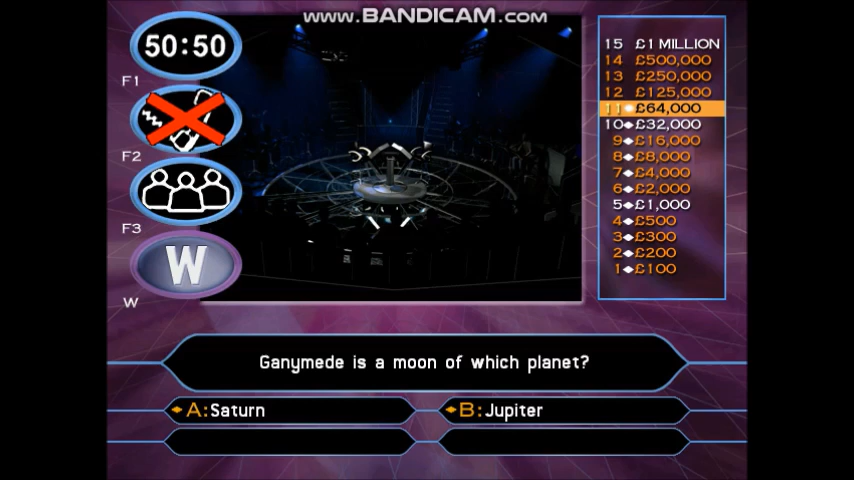 www.BANDICAM.com
50:50
F1
F2
F3
W
W
15 £1 MILLION
14 £500,000
13 £250,000
12 £125,000
11 £64,000
10 £32,000
9 £16,000
8 £8,000
7 £4,000
6 £2,000
5 £1,000
4 £500
3 £300
2 £200
1 £100
Ganymede is a moon of which planet?
A: Saturn
B: Jupiter